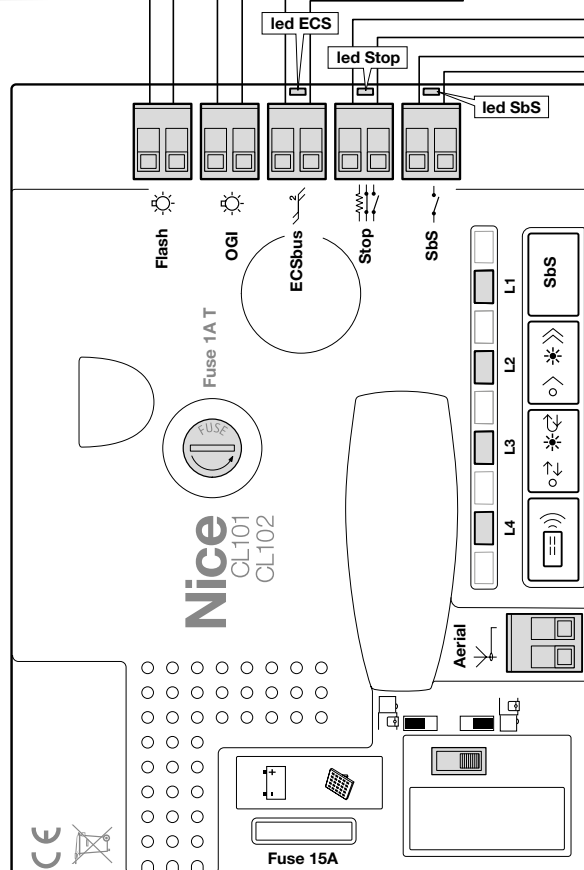 led ECS
led Stop
led SbS
Flash
OGI
2
ECSbus
Stop
SbS
Fuse 1A T
FUSE
L1
SbS
L2
L3
L4
Nice
CL101
CL102
Aerial
+
-
Fuse 15A
CE